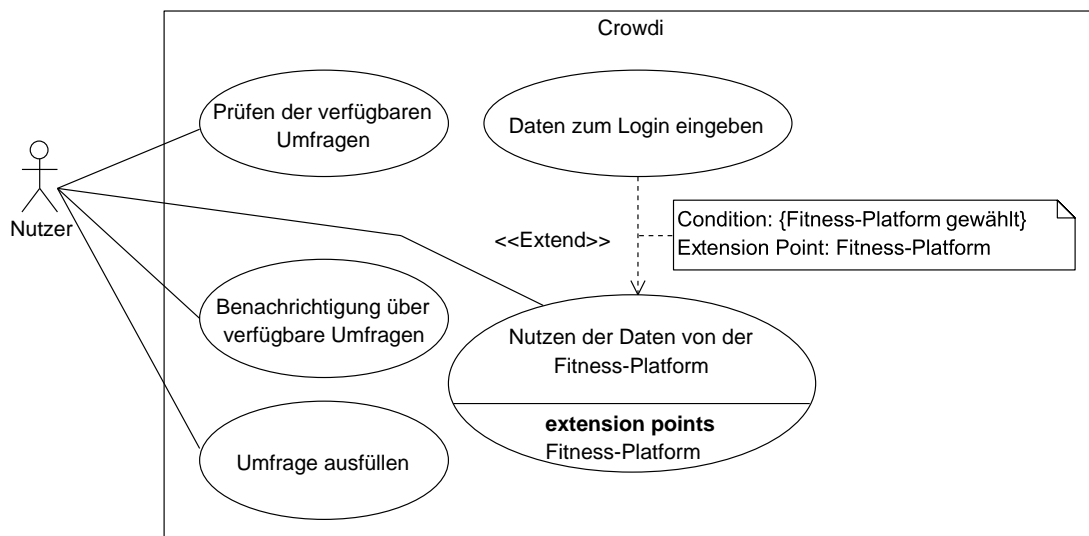 Crowdi
Prüfen der verfügbaren
Umfragen
Daten zum Login eingeben
Nutzer
<<Extend>>
Condition: {Fitness-Platform gewählt}
Extension Point: Fitness-Platform
Benachrichtigung über
verfügbare Umfragen
Nutzen der Daten von der
Fitness-Platform
extension points
Fitness-Platform
Umfrage ausfüllen